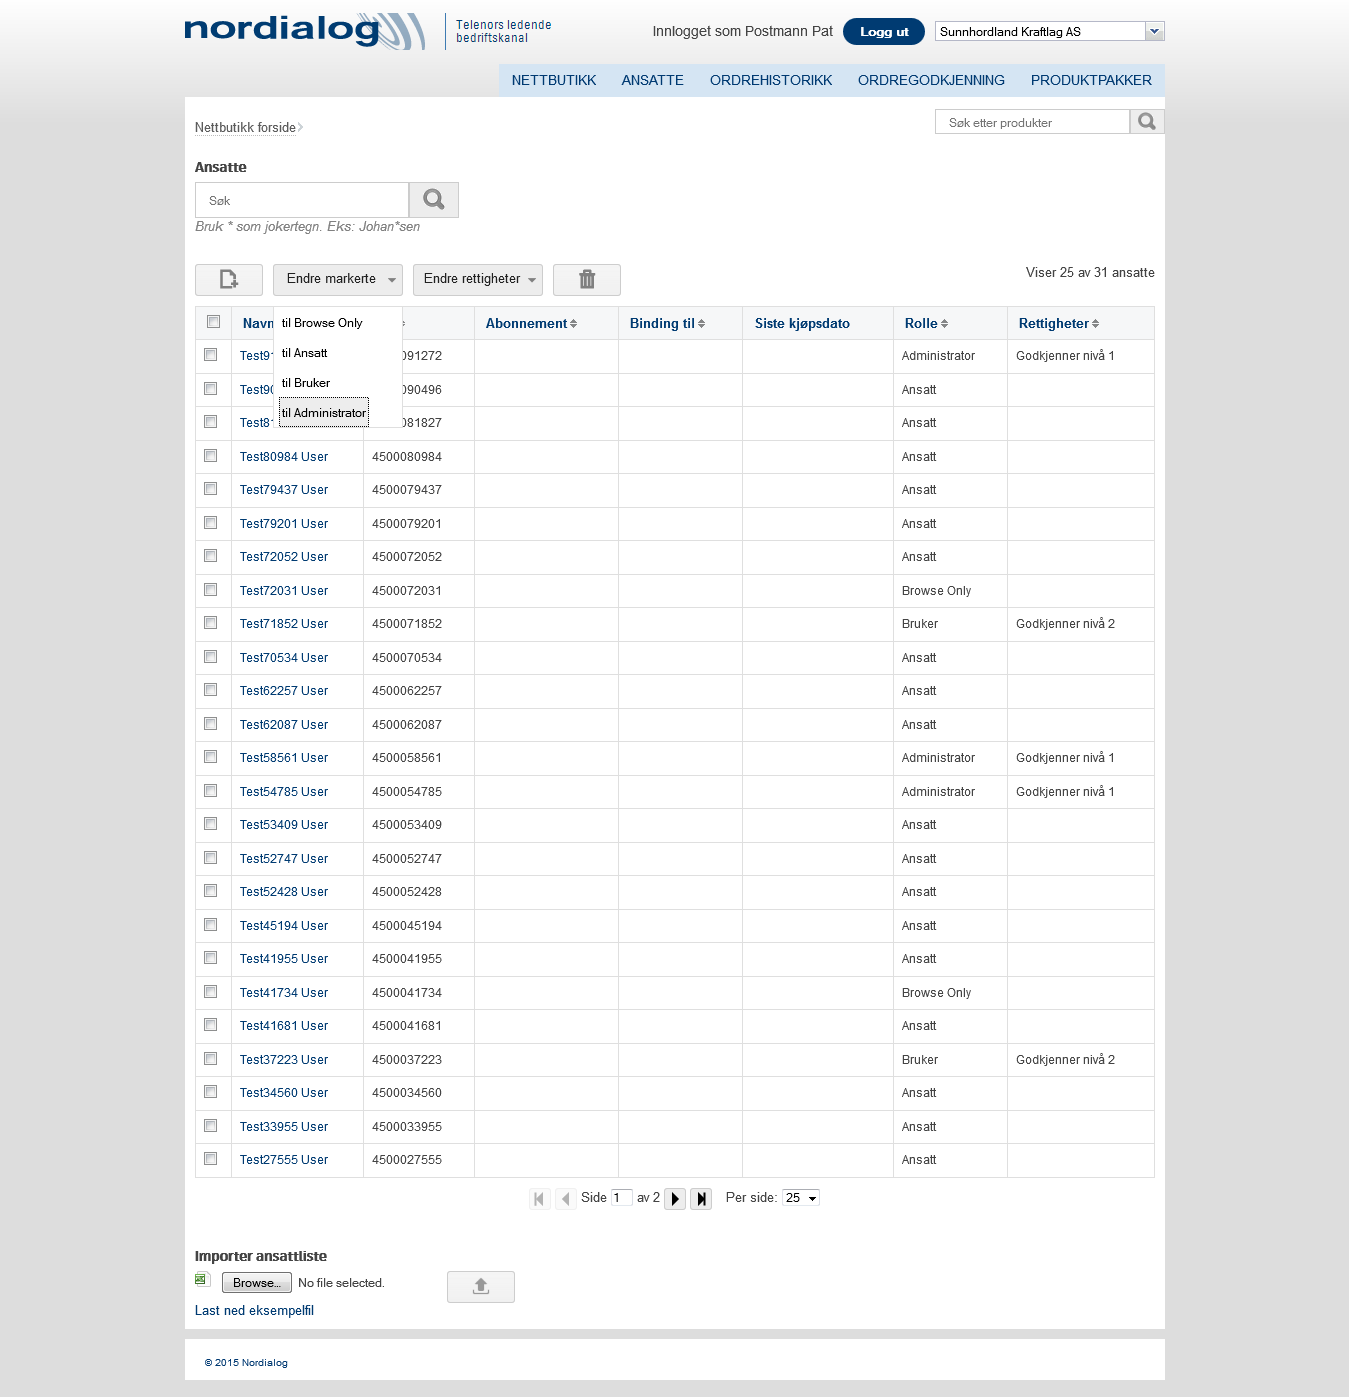 nordialog
Telenors ledende
bedriftskanal
Innlogget som Postmann Pat
Logg ut
Sunnhordland Kraftlag AS
NETTBUTIKK ANSATTE ORDREHISTORIKK ORDREGODKJENNING PRODUKTPAKKER
Nettbutikk forside
Søk etter produkter
Ansatte
Søk
Bruk * som jokertegn. Eks: Johan*sen
Endre markerte Endre rettigheter
Viser 25 av 31 ansatte
Navn Abonnement Binding til Siste kjøpsdato Rolle Rettigheter
til Browse Only
til Ansatt
til Bruker
til Administrator
Test91 091272 Administrator Godkjenner nivå 1
Test90 090496 Ansatt
Test81 081827 Ansatt
Test80984 User 4500080984 Ansatt
Test79437 User 4500079437 Ansatt
Test79201 User 4500079201 Ansatt
Test72052 User 4500072052 Ansatt
Test72031 User 4500072031 Browse Only
Test71852 User 4500071852 Bruker Godkjenner nivå 2
Test70534 User 4500070534 Ansatt
Test62257 User 4500062257 Ansatt
Test62087 User 4500062087 Ansatt
Test58561 User 4500058561 Administrator Godkjenner nivå 1
Test54785 User 4500054785 Administrator Godkjenner nivå 1
Test53409 User 4500053409 Ansatt
Test52747 User 4500052747 Ansatt
Test52428 User 4500052428 Ansatt
Test45194 User 4500045194 Ansatt
Test41955 User 4500041955 Ansatt
Test41734 User 4500041734 Browse Only
Test41681 User 4500041681 Ansatt
Test37223 User 4500037223 Bruker Godkjenner nivå 2
Test34560 User 4500034560 Ansatt
Test33955 User 4500033955 Ansatt
Test27555 User 4500027555 Ansatt
Side 1 av 2 Per side: 25
Importer ansattliste
Browse... No file selected.
Last ned eksempelfil
© 2015 Nordialog